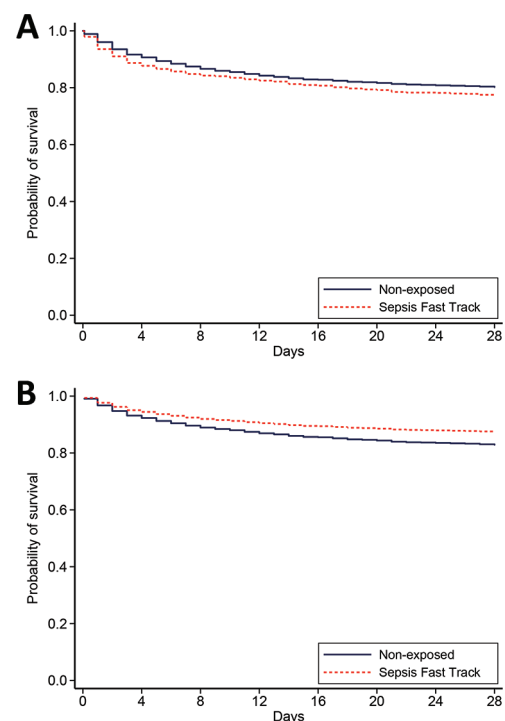 A
1.0
0.8
0.6
0.4
0.2
0.0
Probability of survival
Non-exposed
Sepsis Fast Track
0 4 8 12 16 20 24 28
Days
B
1.0
0.8
0.6
0.4
0.2
0.0
Probability of survival
Non-exposed
Sepsis Fast Track
0 4 8 12 16 20 24 28
Days